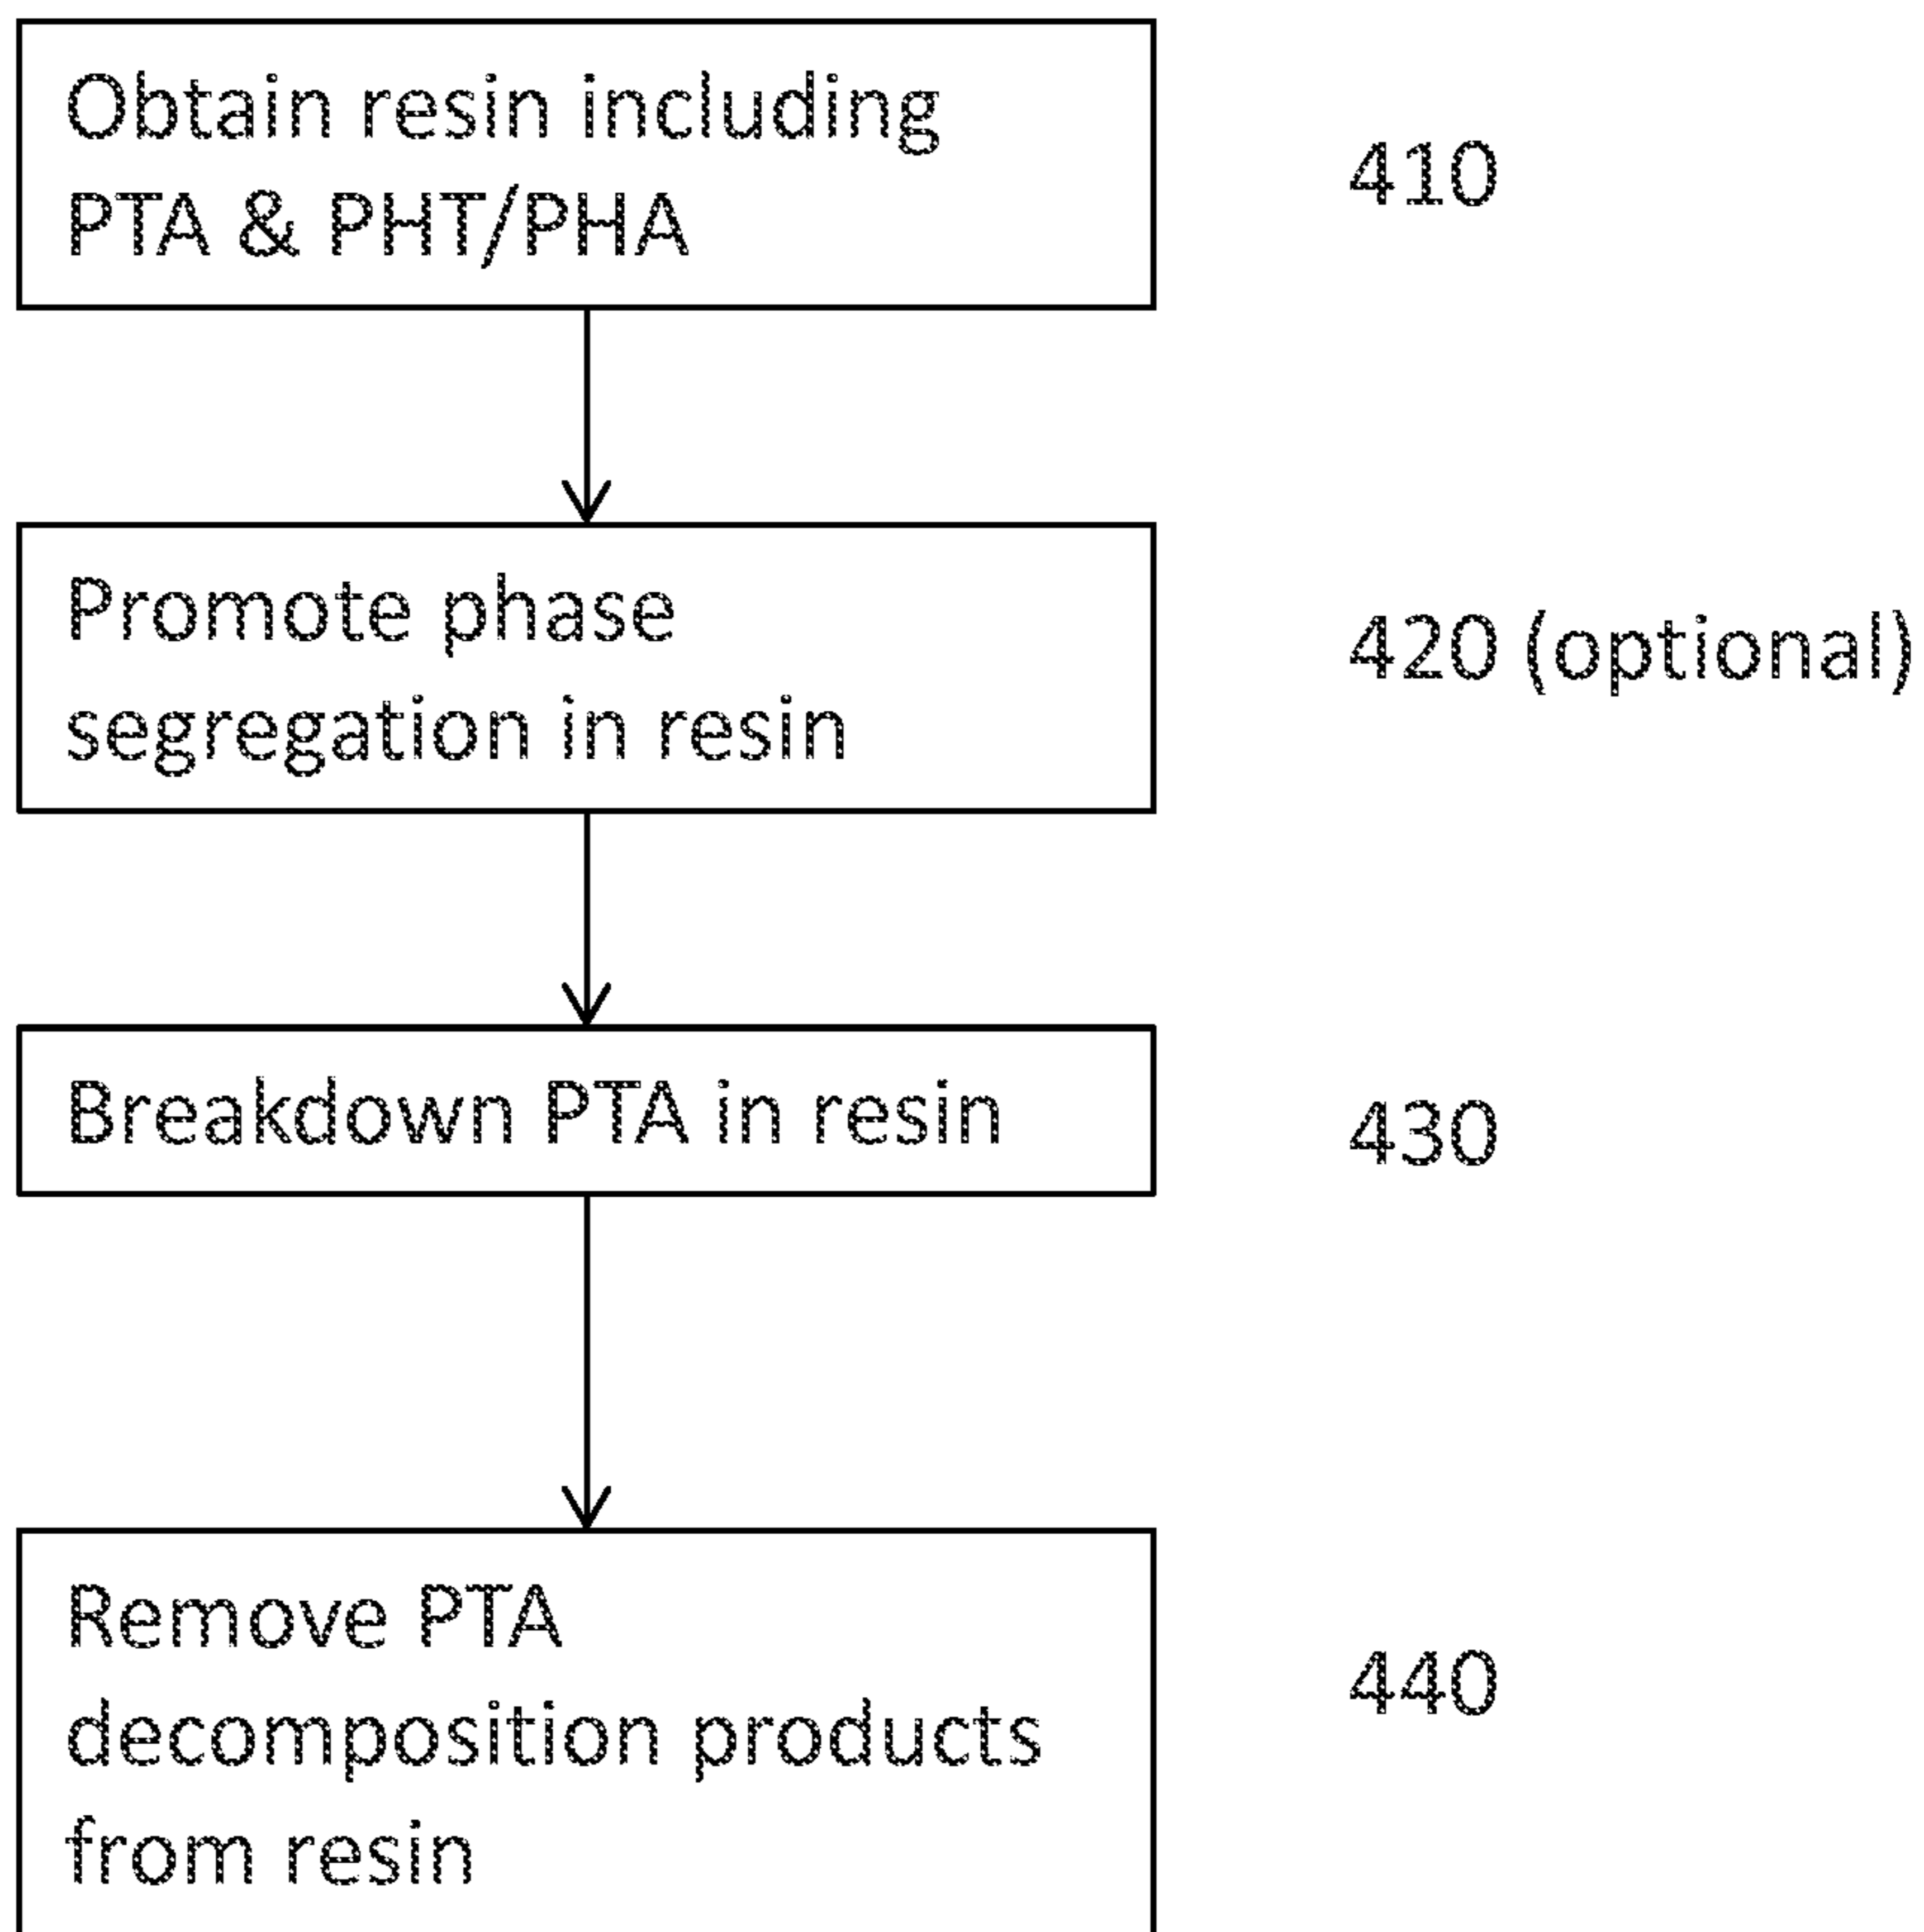 Obtain resin including
PTA & PHT/PHA
410
Promote phase
segregation in resin
420 (optional)
Breakdown PTA in resin
430
Remove PTA
decomposition products
from resin
440